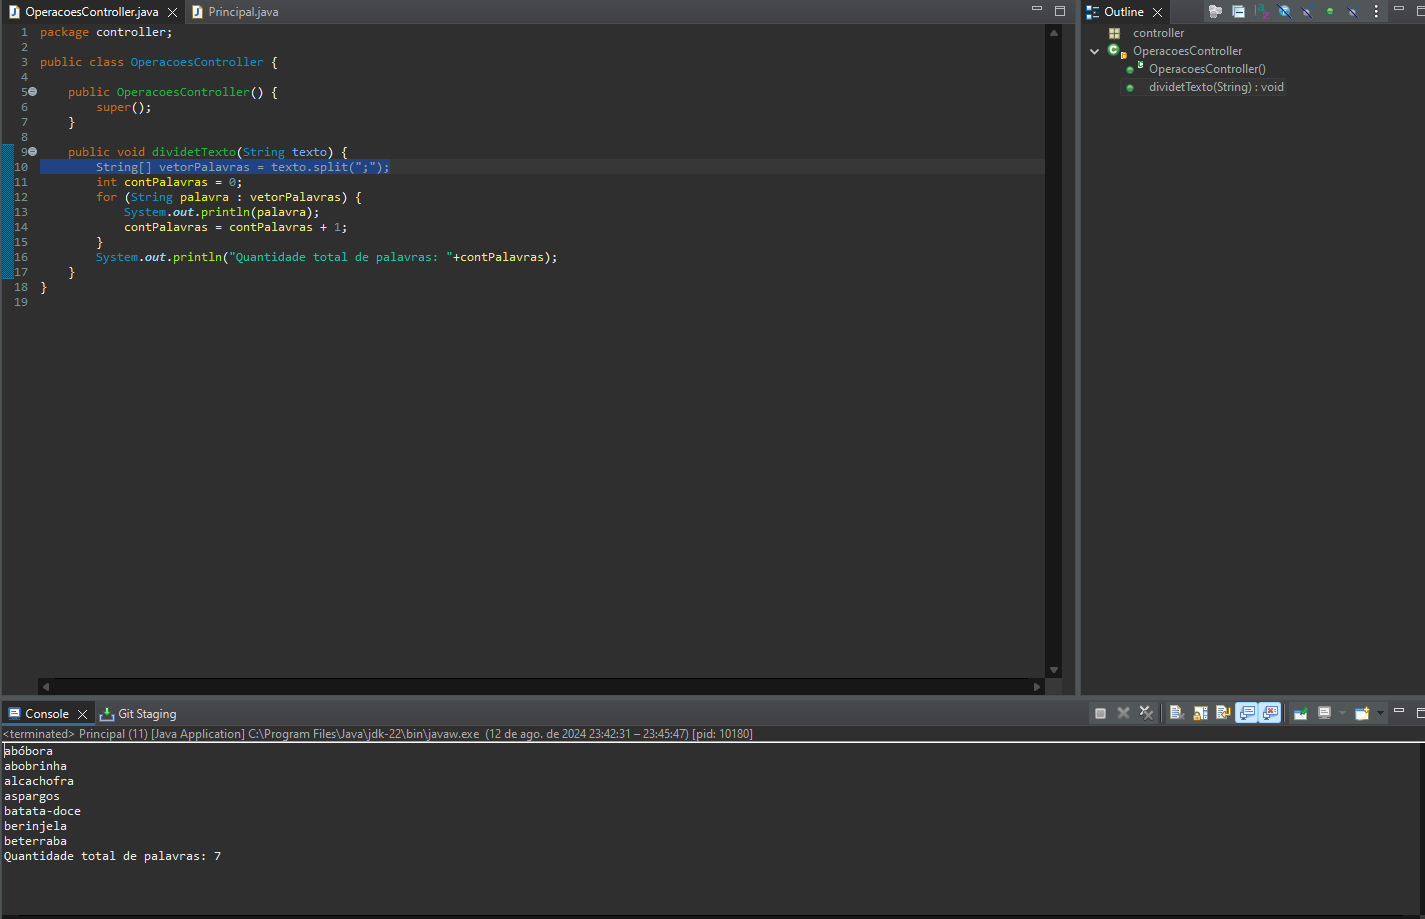 OperacoesController.java
Principal.java
1 package controller;
2
3 public class OperacoesController {
4
5     public OperacoesController() {
6         super();
7     }
8
9     public void dividetTexto(String texto) {
10         String[] vetorPalavras = texto.split(";");
11         int contPalavras = 0;
12         for (String palavra : vetorPalavras) {
13             System.out.println(palavra);
14             contPalavras = contPalavras + 1;
15         }
16         System.out.println("Quantidade total de palavras: "+contPalavras);
17     }
18 }
19
Outline
controller
OperacoesController
OperacoesController()
dividetTexto(String) : void
Console
Git Staging
<terminated> Principal (11) [Java Application] C:\Program Files\Java\jdk-22\bin\javaw.exe (12 de ago. de 2024 23:42:31 – 23:45:47) [pid: 10180]
abóbora
abobrinha
alcachofra
aspargos
batata-doce
berinjela
beterraba
Quantidade total de palavras: 7